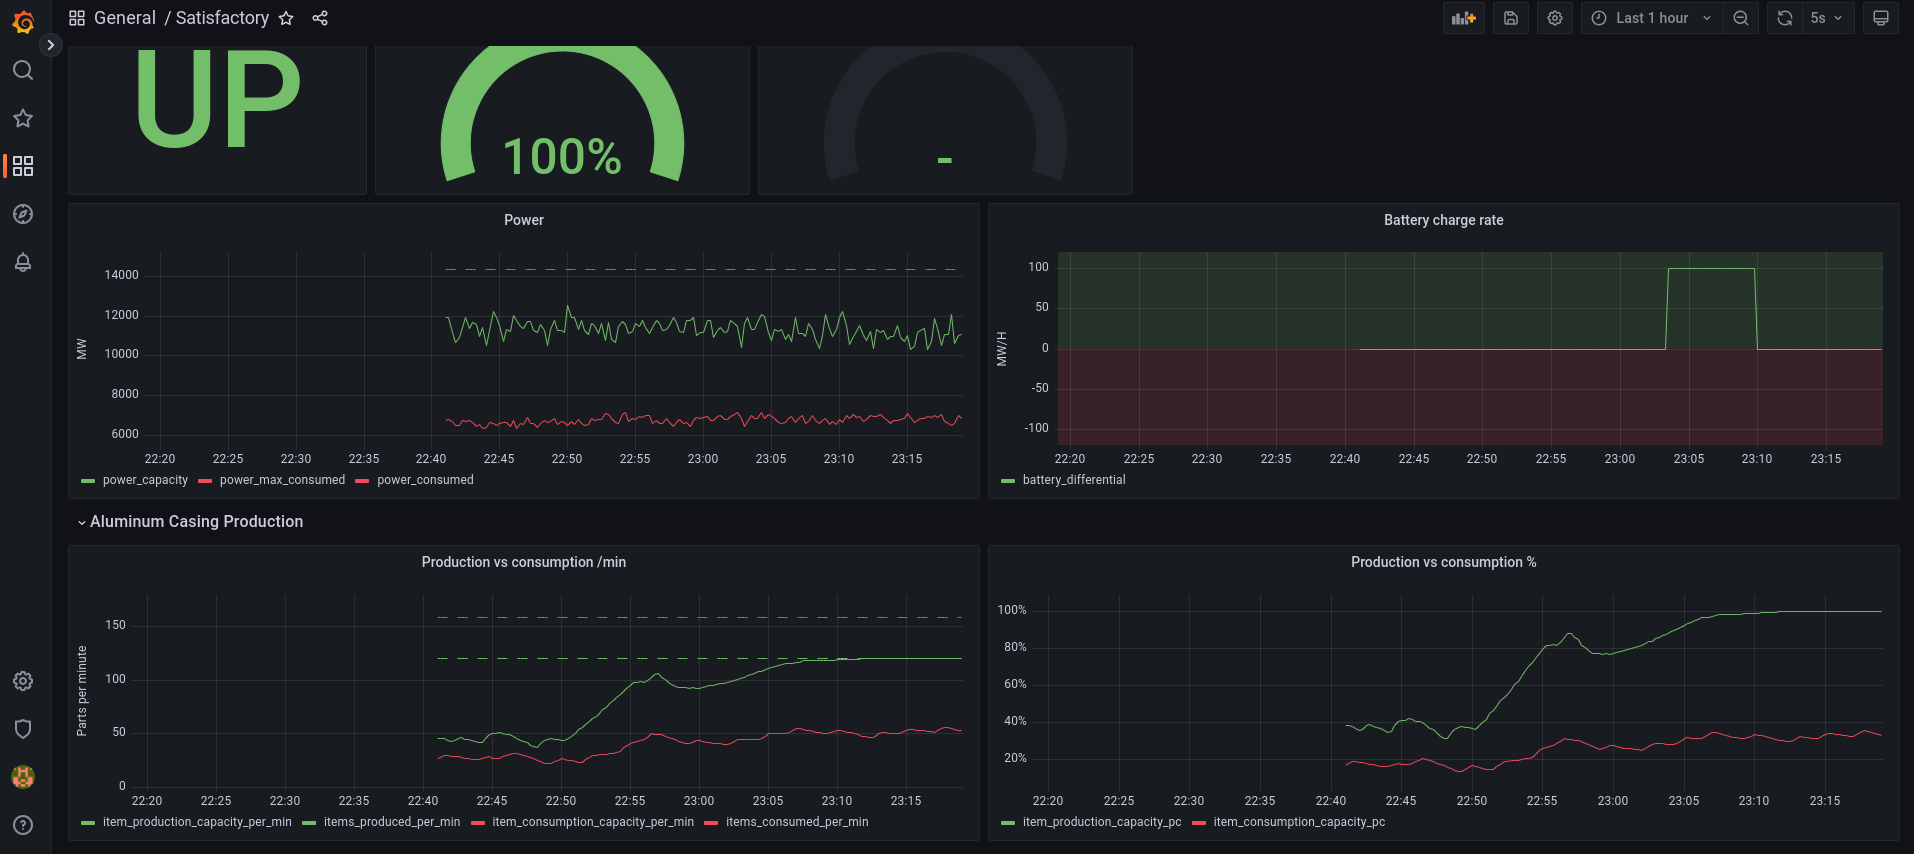 General / Satisfactory
Last 1 hour
5s
UP
100%
-
Power
14000
12000
10000
8000
6000
MW
22:20 22:25 22:30 22:35 22:40 22:45 22:50 22:55 23:00 23:05 23:10 23:15
power_capacity power_max_consumed power_consumed
Battery charge rate
100
50
0
-50
-100
MW/H
22:20 22:25 22:30 22:35 22:40 22:45 22:50 22:55 23:00 23:05 23:10 23:15
battery_differential
Aluminum Casing Production
Production vs consumption /min
150
100
50
0
Parts per minute
22:20 22:25 22:30 22:35 22:40 22:45 22:50 22:55 23:00 23:05 23:10 23:15
item_production_capacity_per_min items_produced_per_min item_consumption_capacity_per_min items_consumed_per_min
Production vs consumption %
100%
80%
60%
40%
20%
22:20 22:25 22:30 22:35 22:40 22:45 22:50 22:55 23:00 23:05 23:10 23:15
item_production_capacity_pc item_consumption_capacity_pc